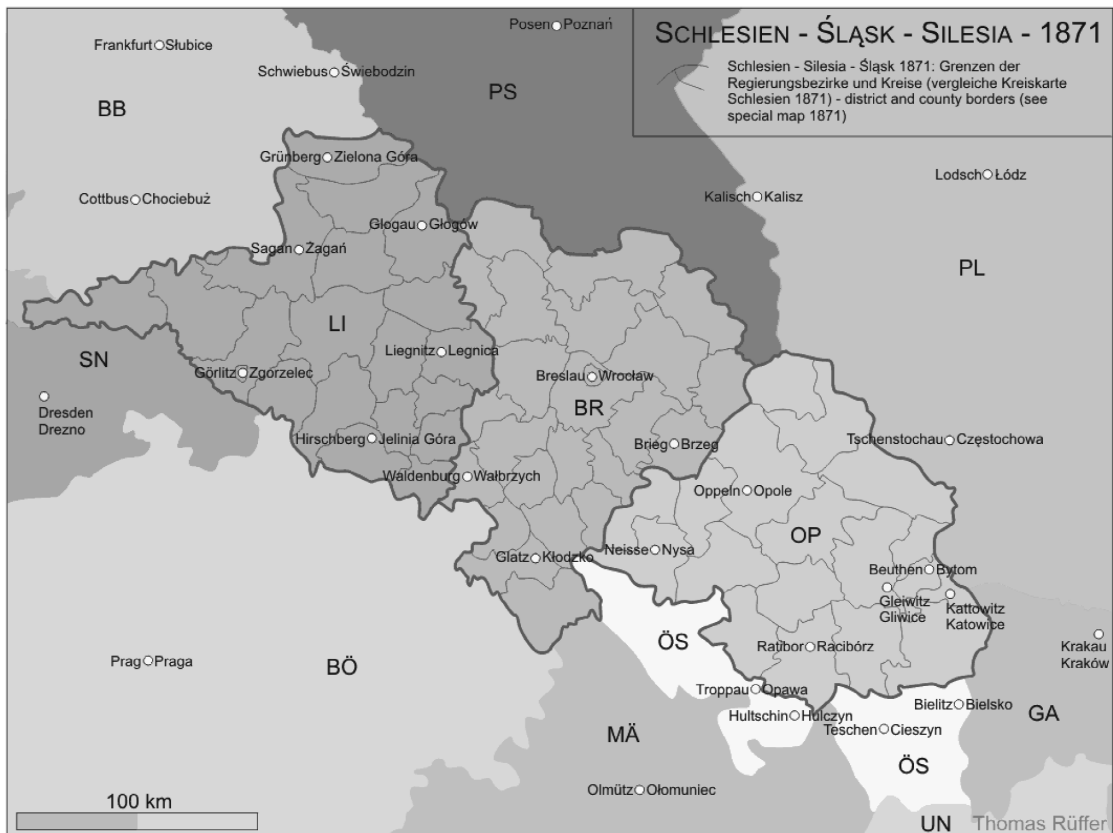 Posen Poznań
SCHLESIEN - ŚLĄSK - SILESIA - 1871
Schlesien - Silesia - Śląsk 1871: Grenzen der
Regierungsbezirke und Kreise (vergleiche Kreiskarte
Schlesien 1871) - district and county borders (see
special map 1871)
Frankfurt Słubice
Schwiebus Świebodzin
PS
BB
Grünberg Zielona Góra
Lodsch Łódź
Cottbus Chociebuż
Kalisch Kalisz
Glogau Głogów
Sagan Żagań
PL
LI
SN
Liegnitz Legnica
Görlitz Zgorzelec
Breslau Wrocław
BR
Dresden
Drezno
Hirschberg Jelinia Góra
Brieg Brzeg
Tschenstochau Częstochowa
Waldenburg Wałbrzych
Oppeln Opole
OP
Neisse Nysa
Glatz Kłodzko
Beuthen Bytom
Gleiwitz
Gliwice
Kattowitz
Katowice
ÖS
Ratibor Racibórz
Krakau
Kraków
Prag Praga
BÖ
Troppau Opawa
Hultschin Hulczyn
Bielitz Bielsko
GA
Teschen Cieszyn
MÄ
ÖS
Olmütz Ołomuniec
100 km
UN
Thomas Rüffer